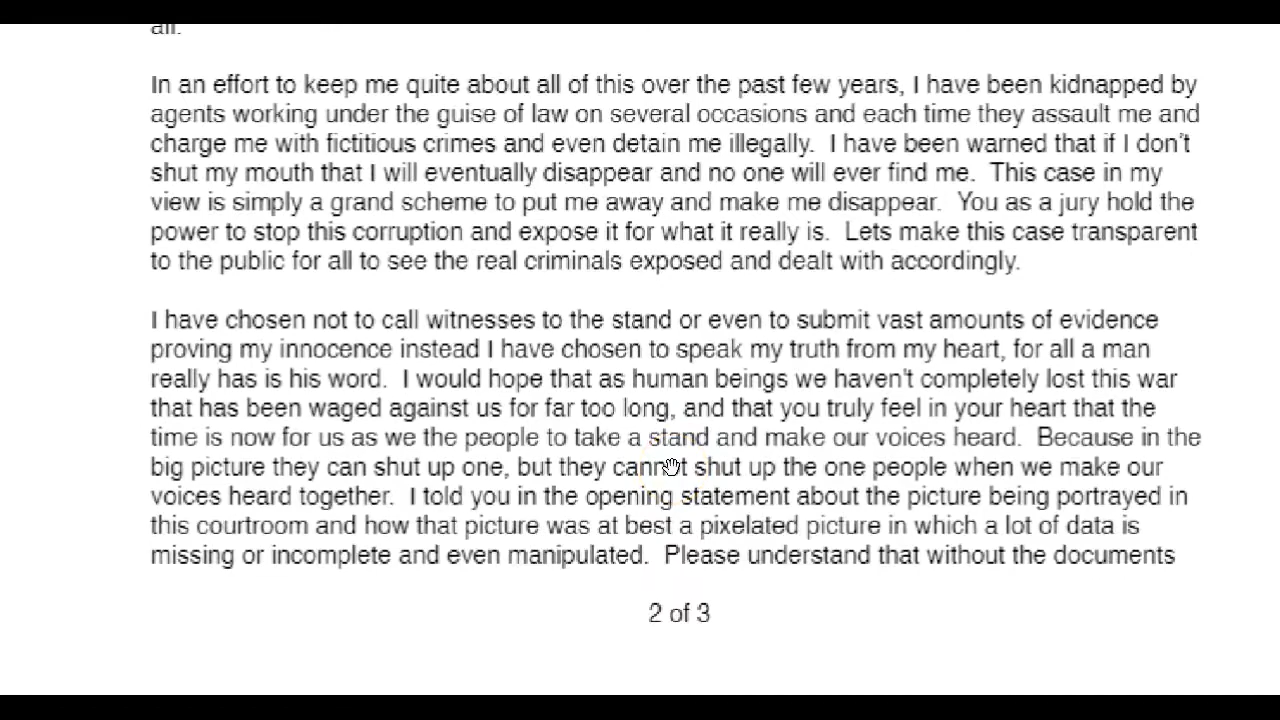 all.
In an effort to keep me quite about all of this over the past few years, I have been kidnapped by
agents working under the guise of law on several occasions and each time they assault me and
charge me with fictitious crimes and even detain me illegally.  I have been warned that if I don't
shut my mouth that I will eventually disappear and no one will ever find me.  This case in my
view is simply a grand scheme to put me away and make me disappear.  You as a jury hold the
power to stop this corruption and expose it for what it really is.  Lets make this case transparent
to the public for all to see the real criminals exposed and dealt with accordingly.
I have chosen not to call witnesses to the stand or even to submit vast amounts of evidence
proving my innocence instead I have chosen to speak my truth from my heart, for all a man
really has is his word.  I would hope that as human beings we haven't completely lost this war
that has been waged against us for far too long, and that you truly feel in your heart that the
time is now for us as we the people to take a stand and make our voices heard.  Because in the
big picture they can shut up one, but they cannot shut up the one people when we make our
voices heard together.  I told you in the opening statement about the picture being portrayed in
this courtroom and how that picture was at best a pixelated picture in which a lot of data is
missing or incomplete and even manipulated.  Please understand that without the documents
2 of 3